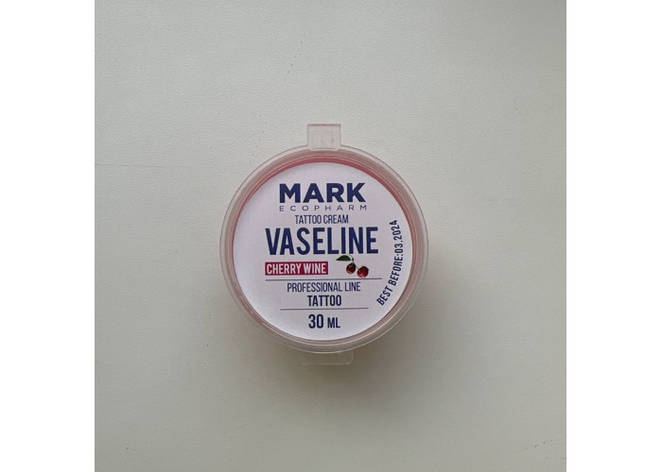 MARK
ECOPHARM
TATTOO CREAM
VASELINE
CHERRY WINE
PROFESSIONAL LINE
TATTOO
30 ML
BEST BEFORE:03.2024